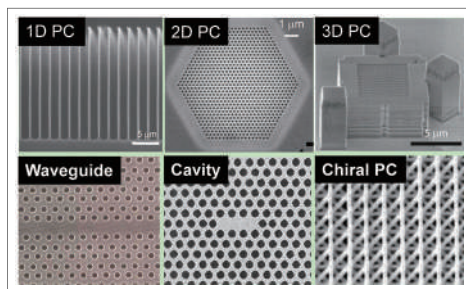 1D PC
2D PC
3D PC
1 μm
5 μm
5 μm
Waveguide
Cavity
Chiral PC